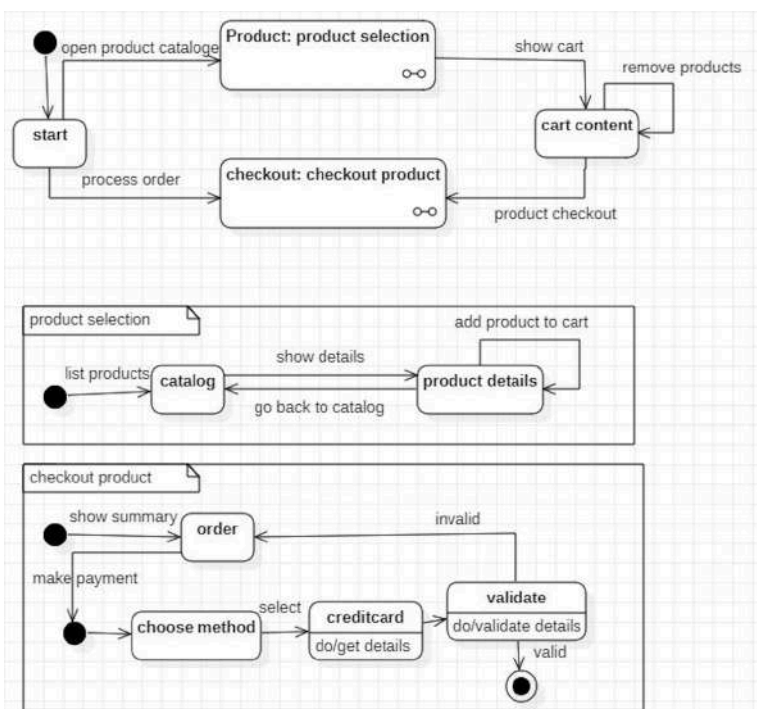 open product cataloge
Product: product selection
show cart
remove products
start
cart content
process order
checkout: checkout product
product checkout
product selection
add product to cart
list products
catalog
show details
product details
go back to catalog
checkout product
show summary
order
invalid
make payment
choose method
select
creditcard
do/get details
validate
do/validate details
valid